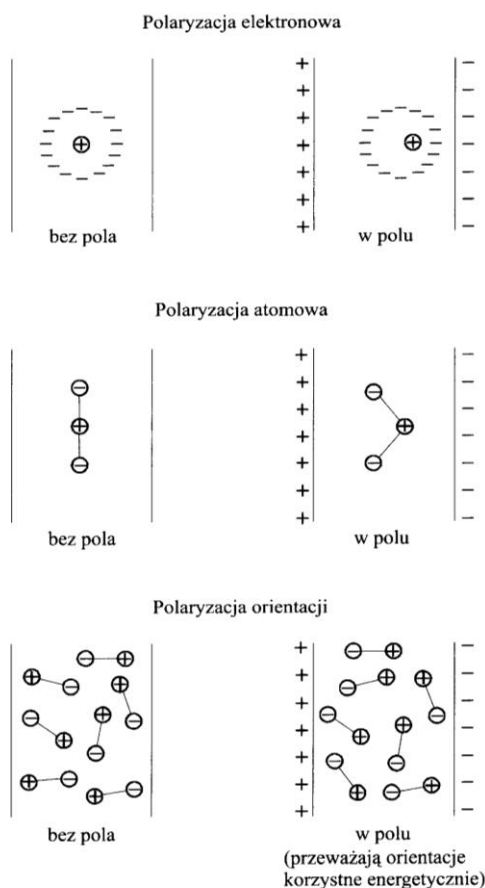 Polaryzacja elektronowa
bez pola
w polu
Polaryzacja atomowa
bez pola
w polu
Polaryzacja orientacji
bez pola
w polu
(przeważają orientacje
korzystne energetycznie)